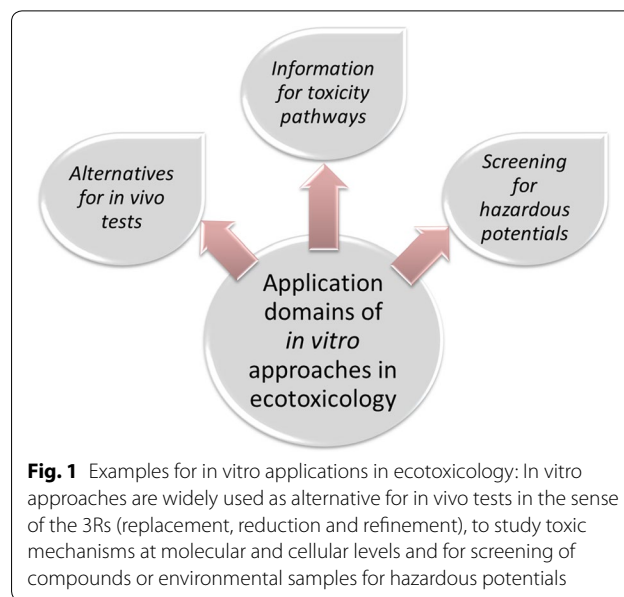 Information
for toxicity
pathways
Alternatives
for in vivo
tests
Screening
for
hazardous
potentials
Application
domains of
in vitro
approaches in
ecotoxicology
Fig. 1 Examples for in vitro applications in ecotoxicology: In vitro
approaches are widely used as alternative for in vivo tests in the sense
of the 3Rs (replacement, reduction and refinement), to study toxic
mechanisms at molecular and cellular levels and for screening of
compounds or environmental samples for hazardous potentials